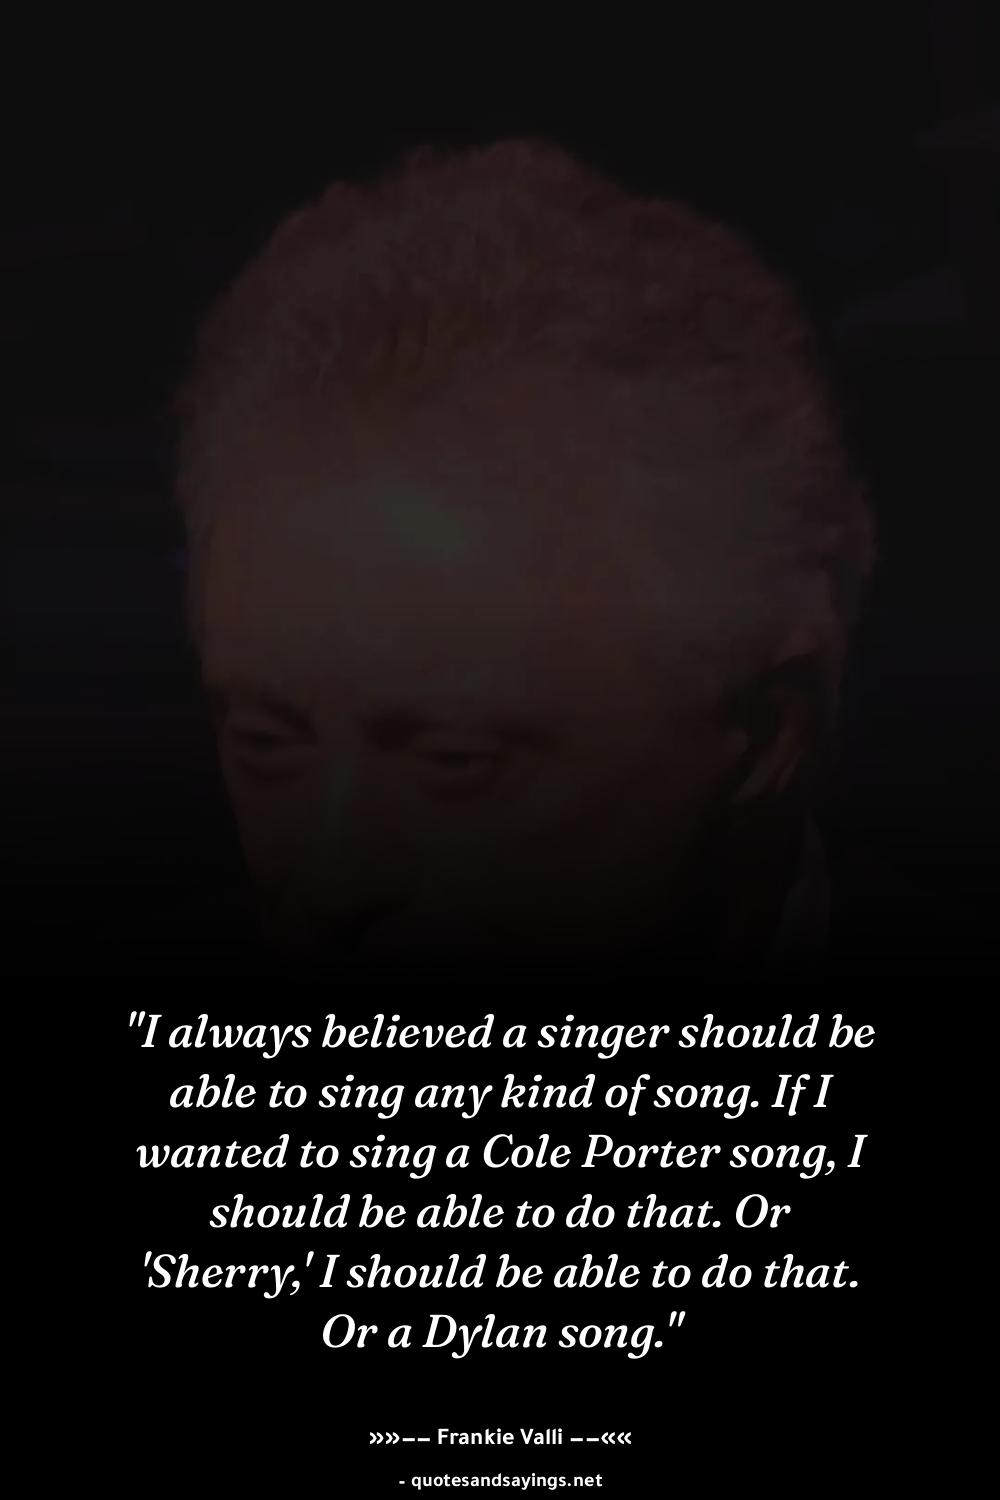 "I always believed a singer should be
able to sing any kind of song. If I
wanted to sing a Cole Porter song, I
should be able to do that. Or
'Sherry,' I should be able to do that.
Or a Dylan song."
»»—— Frankie Valli ——««
- quotesandsayings.net